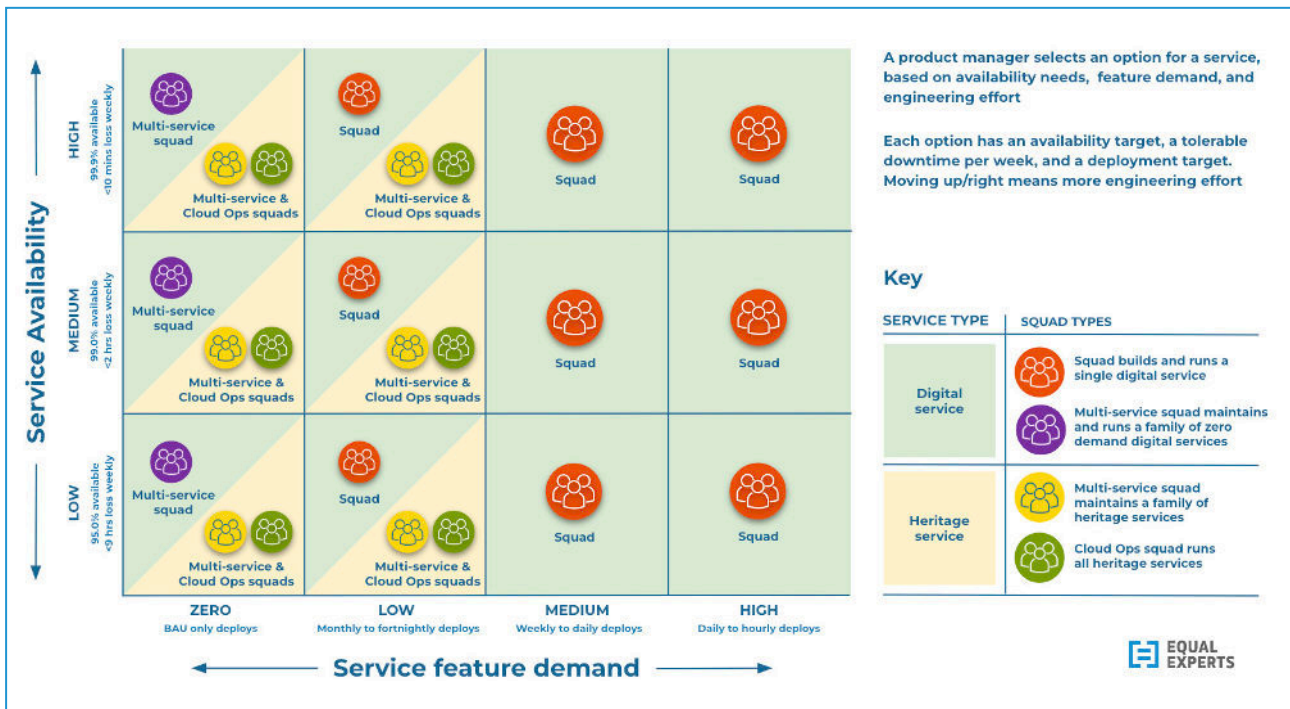 Service Availability
HIGH
99.9% available
<10 mins loss weekly
Multi-service
squad
Multi-service &
Cloud Ops squads
Squad
Multi-service &
Cloud Ops squads
Squad
Squad
MEDIUM
99.0% available
<2 hrs loss weekly
Multi-service
squad
Multi-service &
Cloud Ops squads
Squad
Multi-service &
Cloud Ops squads
Squad
Squad
LOW
95.0% available
<9 hrs loss weekly
Multi-service
squad
Multi-service &
Cloud Ops squads
Squad
Multi-service &
Cloud Ops squads
Squad
Squad
ZERO
BAU only deploys
LOW
Monthly to fortnightly deploys
MEDIUM
Weekly to daily deploys
HIGH
Daily to hourly deploys
Service feature demand
A product manager selects an option for a service,
based on availability needs, feature demand, and
engineering effort
Each option has an availability target, a tolerable
downtime per week, and a deployment target.
Moving up/right means more engineering effort
Key
SERVICE TYPE
SQUAD TYPES
Digital
service
Squad builds and runs a
single digital service
Multi-service squad maintains
and runs a family of zero
demand digital services
Heritage
service
Multi-service squad
maintains a family of
heritage services
Cloud Ops squad runs
all heritage services
EQUAL
EXPERTS